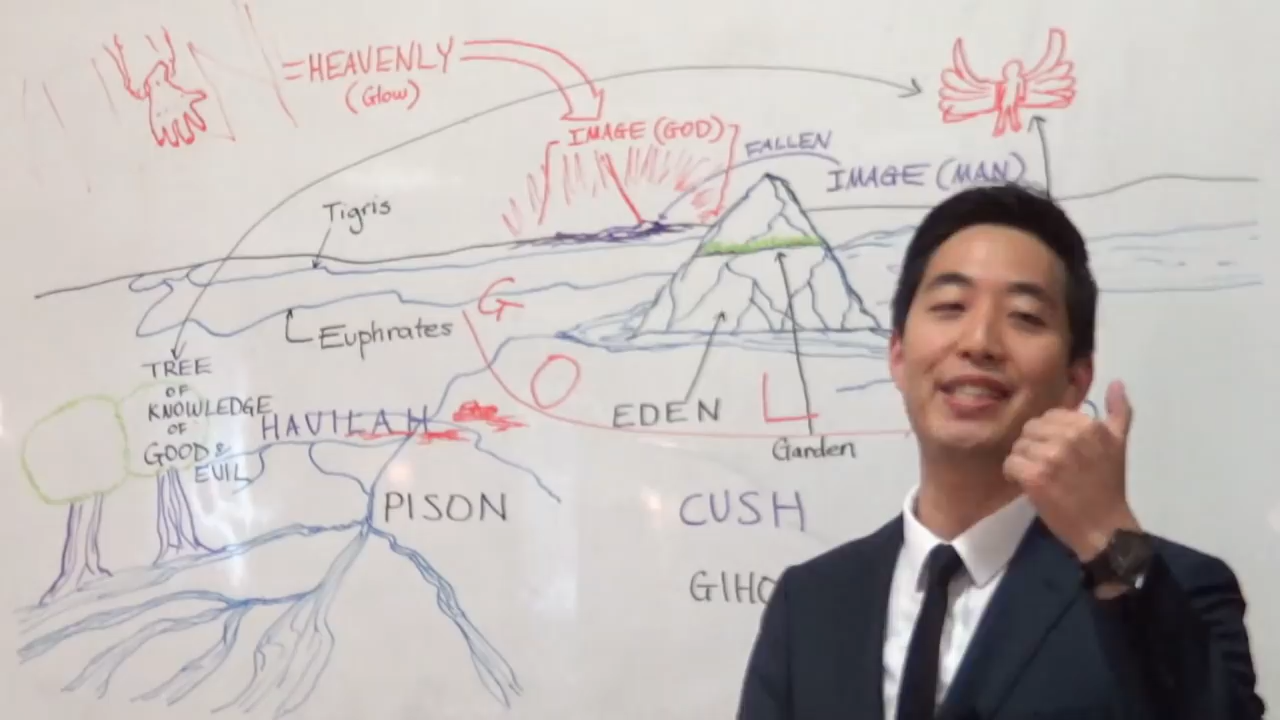 =HEAVENLY
(Glow)
IMAGE (GOD)
FALLEN
IMAGE (MAN)
Tigris
Euphrates
G
O
L
TREE
OF
KNOWLEDGE
OF
GOOD &
EVIL
HAVILAH
EDEN
Garden
PISON
CUSH
GIHO